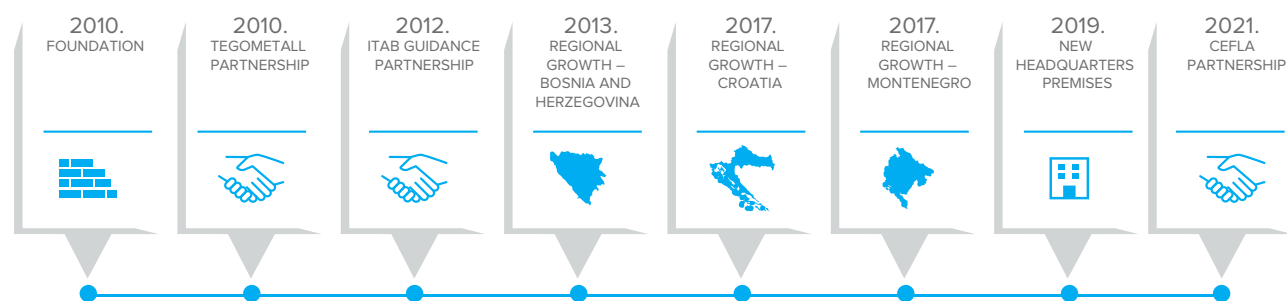 2010.
FOUNDATION
2010.
TEGOMETALL
PARTNERSHIP
2012.
ITAB GUIDANCE
PARTNERSHIP
2013.
REGIONAL
GROWTH –
BOSNIA AND
HERZEGOVINA
2017.
REGIONAL
GROWTH –
CROATIA
2017.
REGIONAL
GROWTH –
MONTENEGRO
2019.
NEW
HEADQUARTERS
PREMISES
2021.
CEFLA
PARTNERSHIP